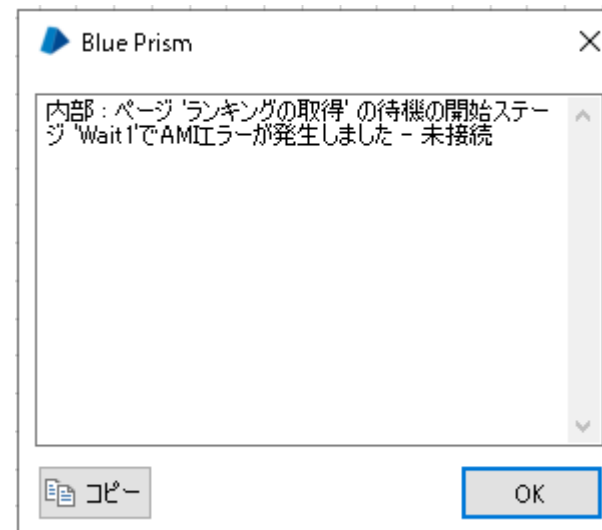 Blue Prism
内部 : ページ 'ランキングの取得' の待機の開始ステー
ジ 'Wait1'でAMIエラーが発生しました - 未接続
コピー
OK